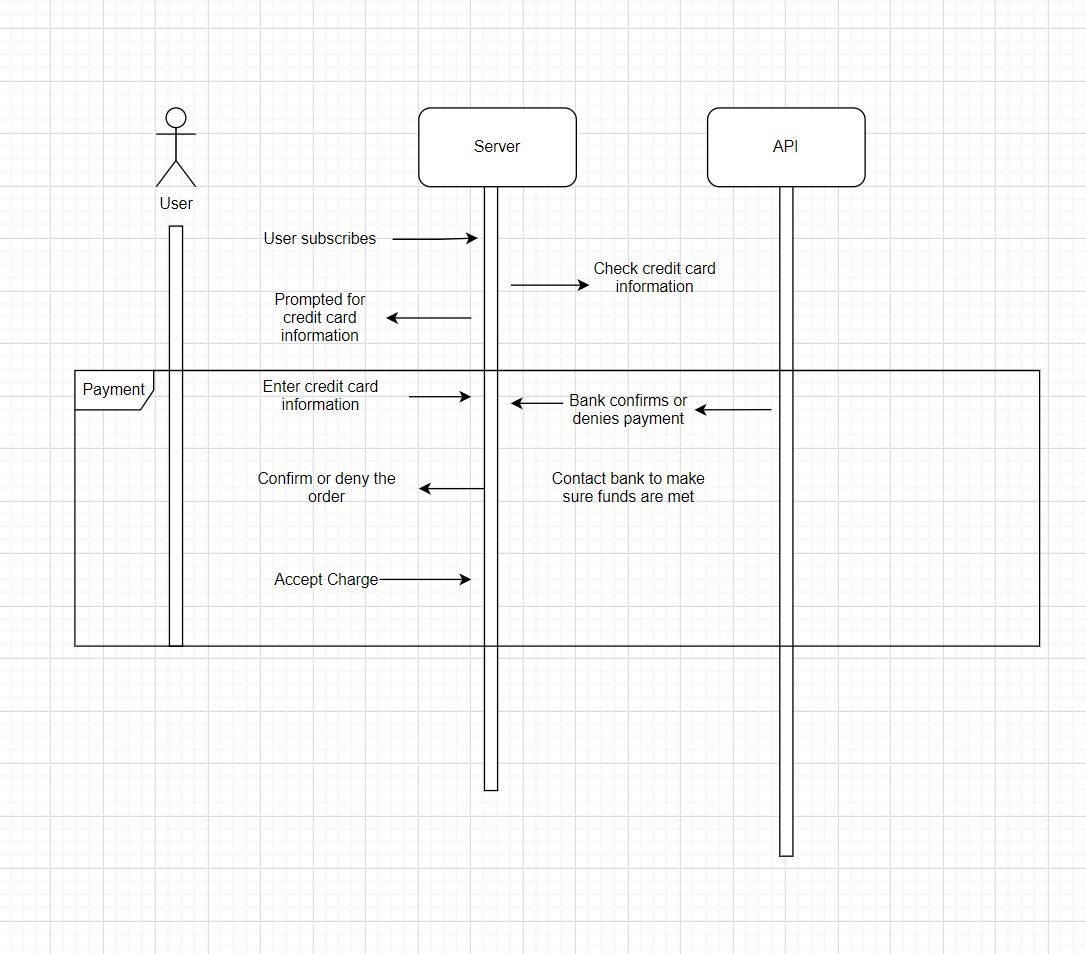 Server
API
User
User subscribes
Check credit card
information
Prompted for
credit card
information
Payment
Enter credit card
information
Bank confirms or
denies payment
Confirm or deny the
order
Contact bank to make
sure funds are met
Accept Charge